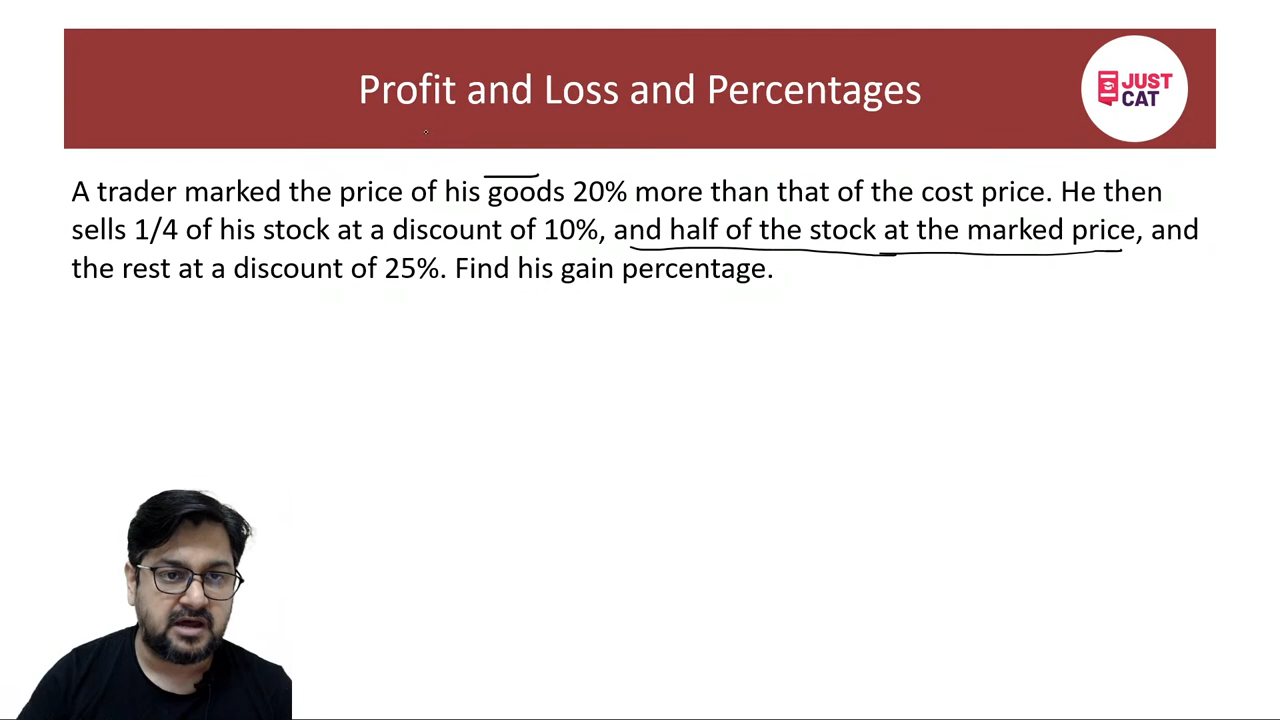 Profit and Loss and Percentages
JUST
CAT
A trader marked the price of his goods 20% more than that of the cost price. He then
sells 1/4 of his stock at a discount of 10%, and half of the stock at the marked price, and
the rest at a discount of 25%. Find his gain percentage.